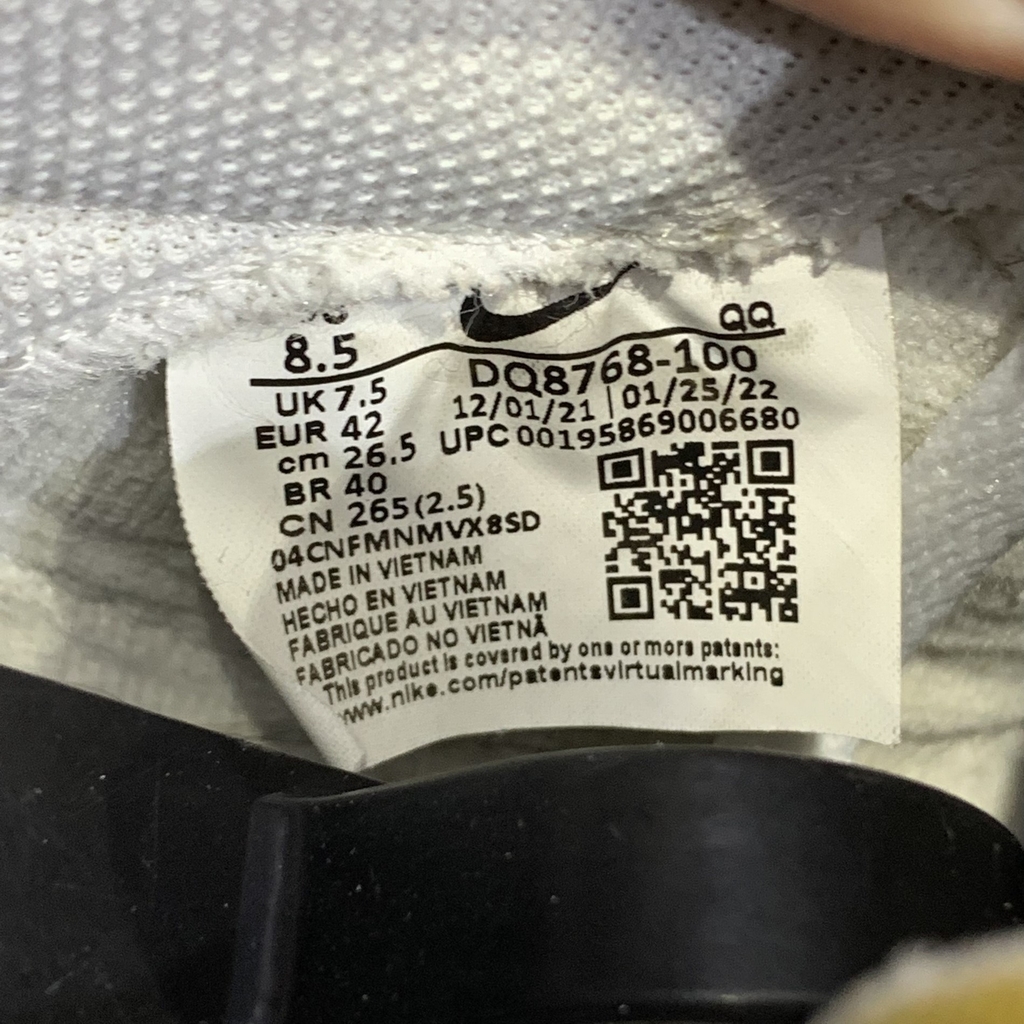 8.5
QQ
UK 7.5
EUR 42
cm 26.5
BR 40
CN 265 (2.5)
DQ8768-100
12/01/21 | 01/25/22
UPC 00195869006680
04CNFMNMVX8SD
MADE IN VIETNAM
HECHO EN VIETNAM
FABRIQUE AU VIETNAM
FABRICADO NO VIETNÃ
This product is covered by one or more patents:
www.nike.com/patentsvirtualmarking